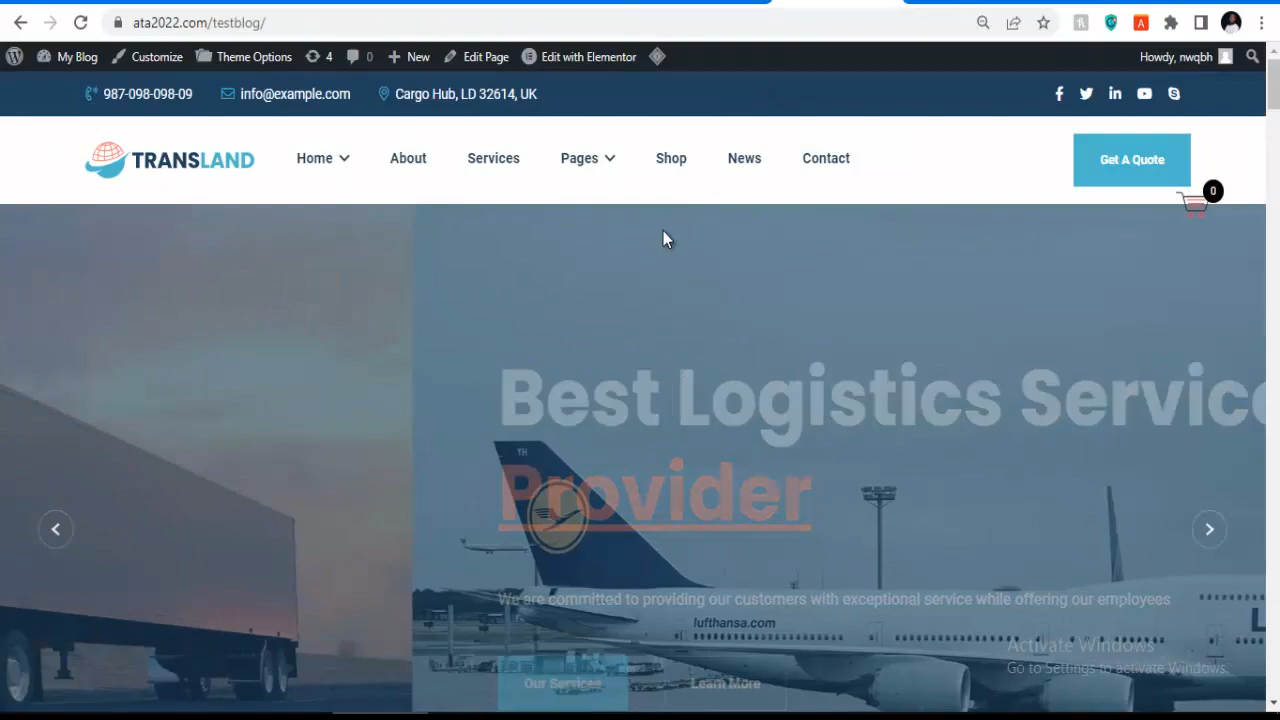 ata2022.com/testblog/
My Blog Customize Theme Options 4 0 New Edit Page Edit with Elementor Howdy, nwqbh
987-098-098-09 info@example.com Cargo Hub, LD 32614, UK
TRANSLAND Home About Services Pages Shop News Contact Get A Quote
0
Best Logistics Service
Provider
TH
We are committed to providing our customers with exceptional service while offering our employees
lufthansa.com
L
Activate Windows
Go to Settings to activate Windows.
Our Services Learn More